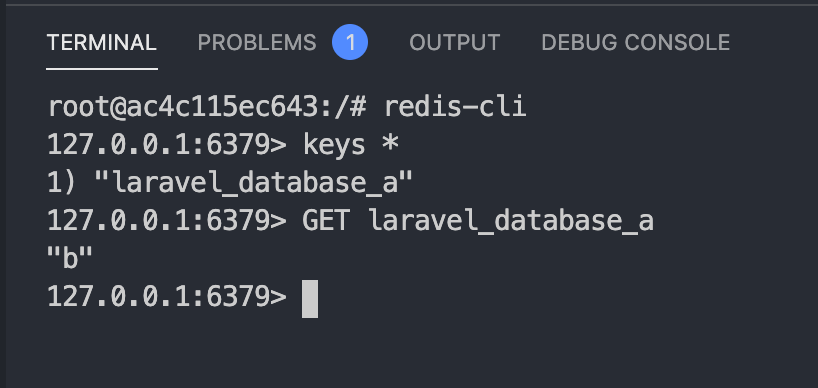 TERMINAL PROBLEMS 1 OUTPUT DEBUG CONSOLE
root@ac4c115ec643:/# redis-cli
127.0.0.1:6379> keys *
1) "laravel_database_a"
127.0.0.1:6379> GET laravel_database_a
"b"
127.0.0.1:6379>